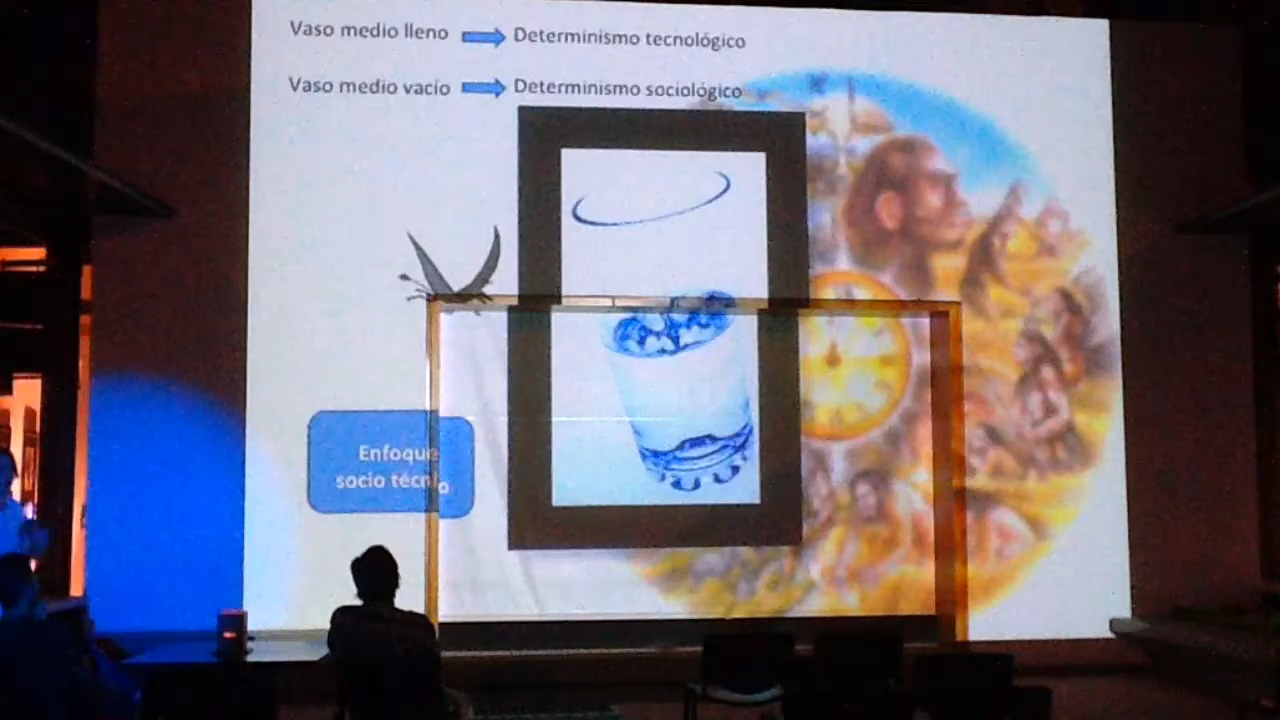 Vaso medio lleno Determinismo tecnológico
Vaso medio vacío Determinismo sociológico
Enfoque
socio técnico